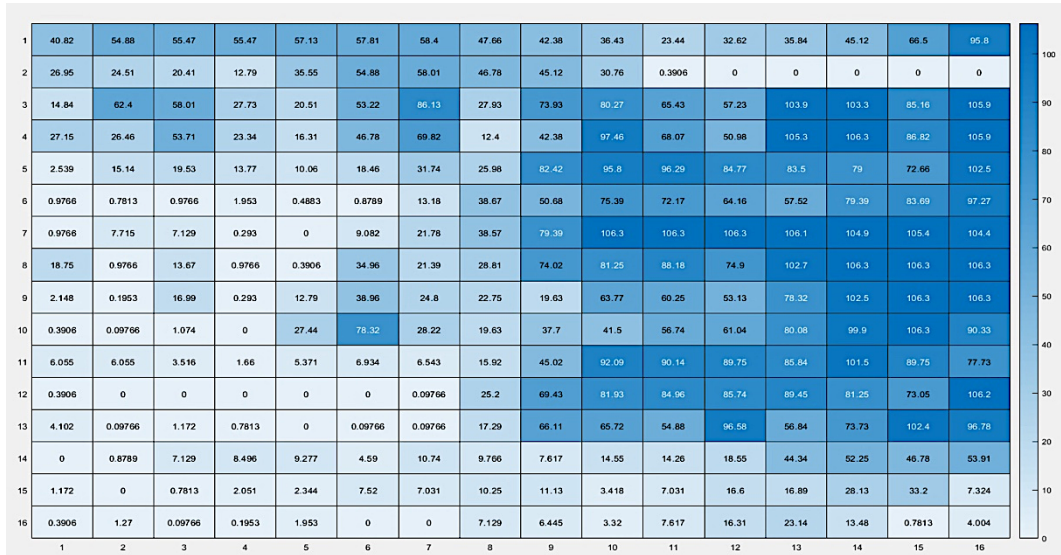 1 40.82 54.88 55.47 55.47 57.13 57.81 58.4 47.66 42.38 36.43 23.44 32.62 35.84 45.12 66.5 95.8
2 26.95 24.51 20.41 12.79 35.55 54.88 58.01 46.78 45.12 30.76 0.3906 0 0 0 0 0
3 14.84 62.4 58.01 27.73 20.51 53.22 86.13 27.93 73.93 80.27 65.43 57.23 103.9 103.3 85.16 105.9
4 27.15 26.46 53.71 23.34 16.31 46.78 69.82 12.4 42.38 97.46 68.07 50.98 105.3 106.3 86.82 105.9
5 2.539 15.14 19.53 13.77 10.06 18.46 31.74 25.98 82.42 95.8 96.29 84.77 83.5 79 72.66 102.5
6 0.9766 0.7813 0.9766 1.953 0.4883 0.8789 13.18 38.67 50.68 75.39 72.17 64.16 57.52 79.39 83.69 97.27
7 0.9766 7.715 7.129 0.293 0 9.082 21.78 38.57 79.39 106.3 106.3 106.3 106.1 104.9 105.4 104.4
8 18.75 0.9766 13.67 0.9766 0.3906 34.96 21.39 28.81 74.02 81.25 88.18 74.9 102.7 106.3 106.3 106.3
9 2.148 0.1953 16.99 0.293 12.79 38.96 24.8 22.75 19.63 63.77 60.25 53.13 78.32 102.5 106.3 106.3
10 0.3906 0.09766 1.074 0 27.44 78.32 28.22 19.63 37.7 41.5 56.74 61.04 80.08 99.9 106.3 90.33
11 6.055 6.055 3.516 1.66 5.371 6.934 6.543 15.92 45.02 92.09 90.14 89.75 85.84 101.5 89.75 77.73
12 0.3906 0 0 0 0 0 0.09766 25.2 69.43 81.93 84.96 85.74 89.45 81.25 73.05 106.2
13 4.102 0.09766 1.172 0.7813 0 0.09766 0.09766 17.29 66.11 65.72 54.88 96.58 56.84 73.73 102.4 96.78
14 0 0.8789 7.129 8.496 9.277 4.59 10.74 9.766 7.617 14.55 14.26 18.55 44.34 52.25 46.78 53.91
15 1.172 0 0.7813 2.051 2.344 7.52 7.031 10.25 11.13 3.418 7.031 16.6 16.89 28.13 33.2 7.324
16 0.3906 1.27 0.09766 0.1953 1.953 0 0 7.129 6.445 3.32 7.617 16.31 23.14 13.48 0.7813 4.004
1 2 3 4 5 6 7 8 9 10 11 12 13 14 15 16
100
90
80
70
60
50
40
30
20
10
0